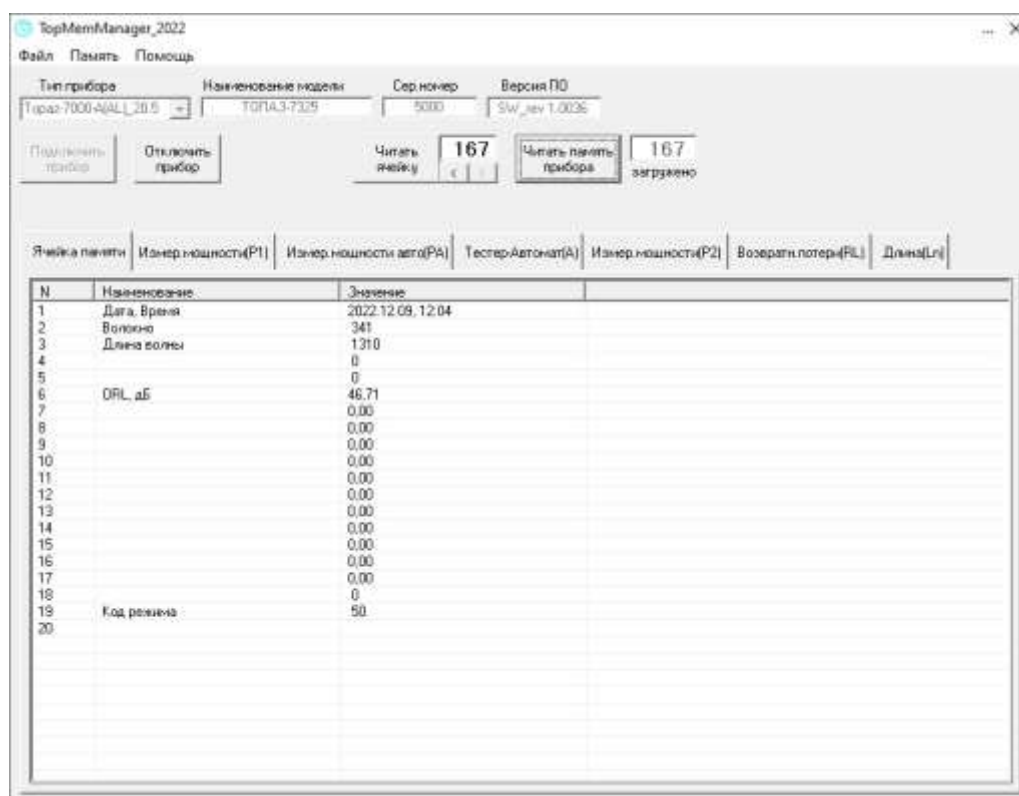 TopMemManager_2022
Файл Память Помощь
Тип прибора Наименование модели Сер.номер Версия ПО
Топаз-7000-A(AL)_20.5 ТОПАЗ-7325 5000 SW_rev 1.0036
Подключить прибор Отключить прибор Читать ячейку 167 Читать память прибора 167 загружено
Ячейка памяти Измер.мощности(P1) Измер.мощности авто(PA) Тестер-Автомат(A) Измер.мощности(P2) Возвратн.потери(RL) Длина(Ln)
N Наименование Значение
1 Дата, Время 2022.12.09, 12:04
2 Волокно 341
3 Длина волны 1310
4 0
5 0
6 ORL, дБ 46,71
7 0,00
8 0,00
9 0,00
10 0,00
11 0,00
12 0,00
13 0,00
14 0,00
15 0,00
16 0,00
17 0,00
18 0
19 Код режима 50
20